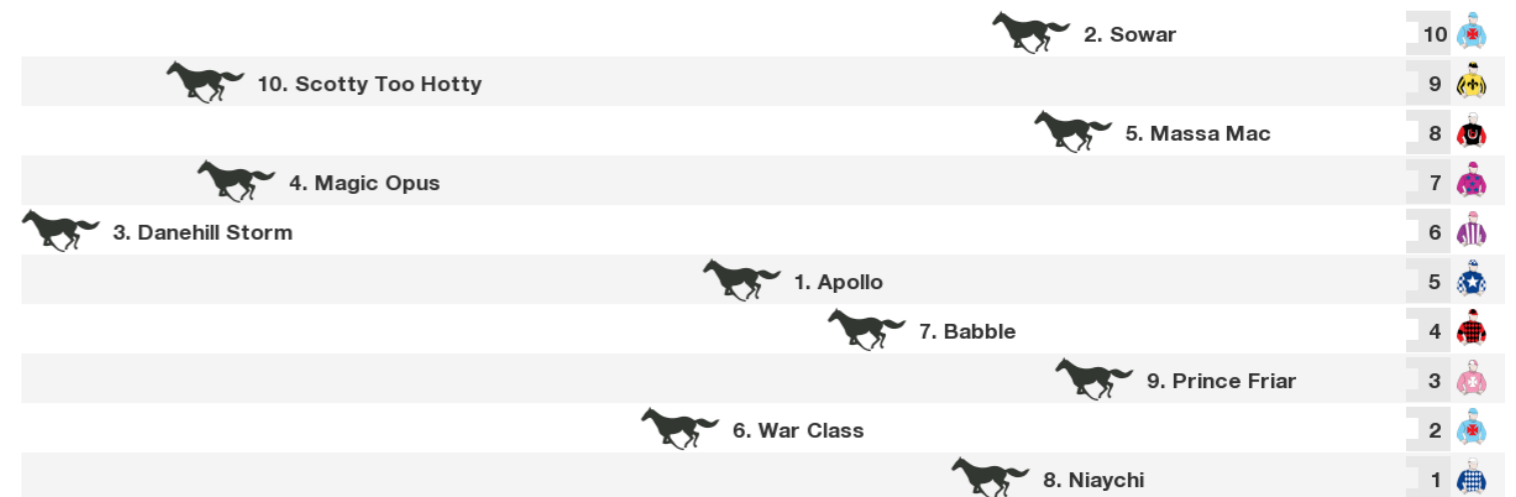 2. Sowar 10
10. Scotty Too Hotty 9
5. Massa Mac 8
4. Magic Opus 7
3. Danehill Storm 6
1. Apollo 5
7. Babble 4
9. Prince Friar 3
6. War Class 2
8. Niaychi 1